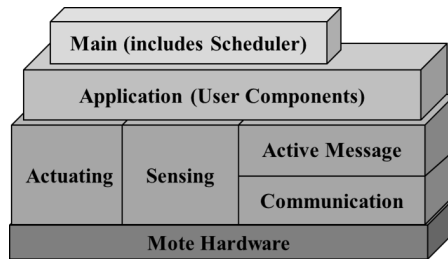 Main (includes Scheduler)
Application (User Components)
Actuating
Sensing
Active Message
Communication
Mote Hardware